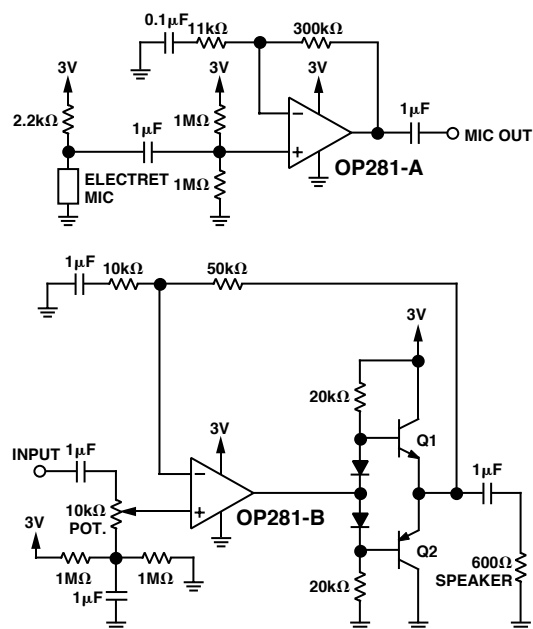 0.1µF 11kΩ 300kΩ
3V 3V 3V
2.2kΩ 1µF 1MΩ 1µF
− MIC OUT
+
ELECTRET
MIC
1MΩ OP281-A
1µF 10kΩ 50kΩ
3V
20kΩ
Q1
3V
INPUT 1µF − 1µF
10kΩ
POT. + OP281-B
3V Q2
1MΩ 1MΩ 20kΩ 600Ω
SPEAKER
1µF